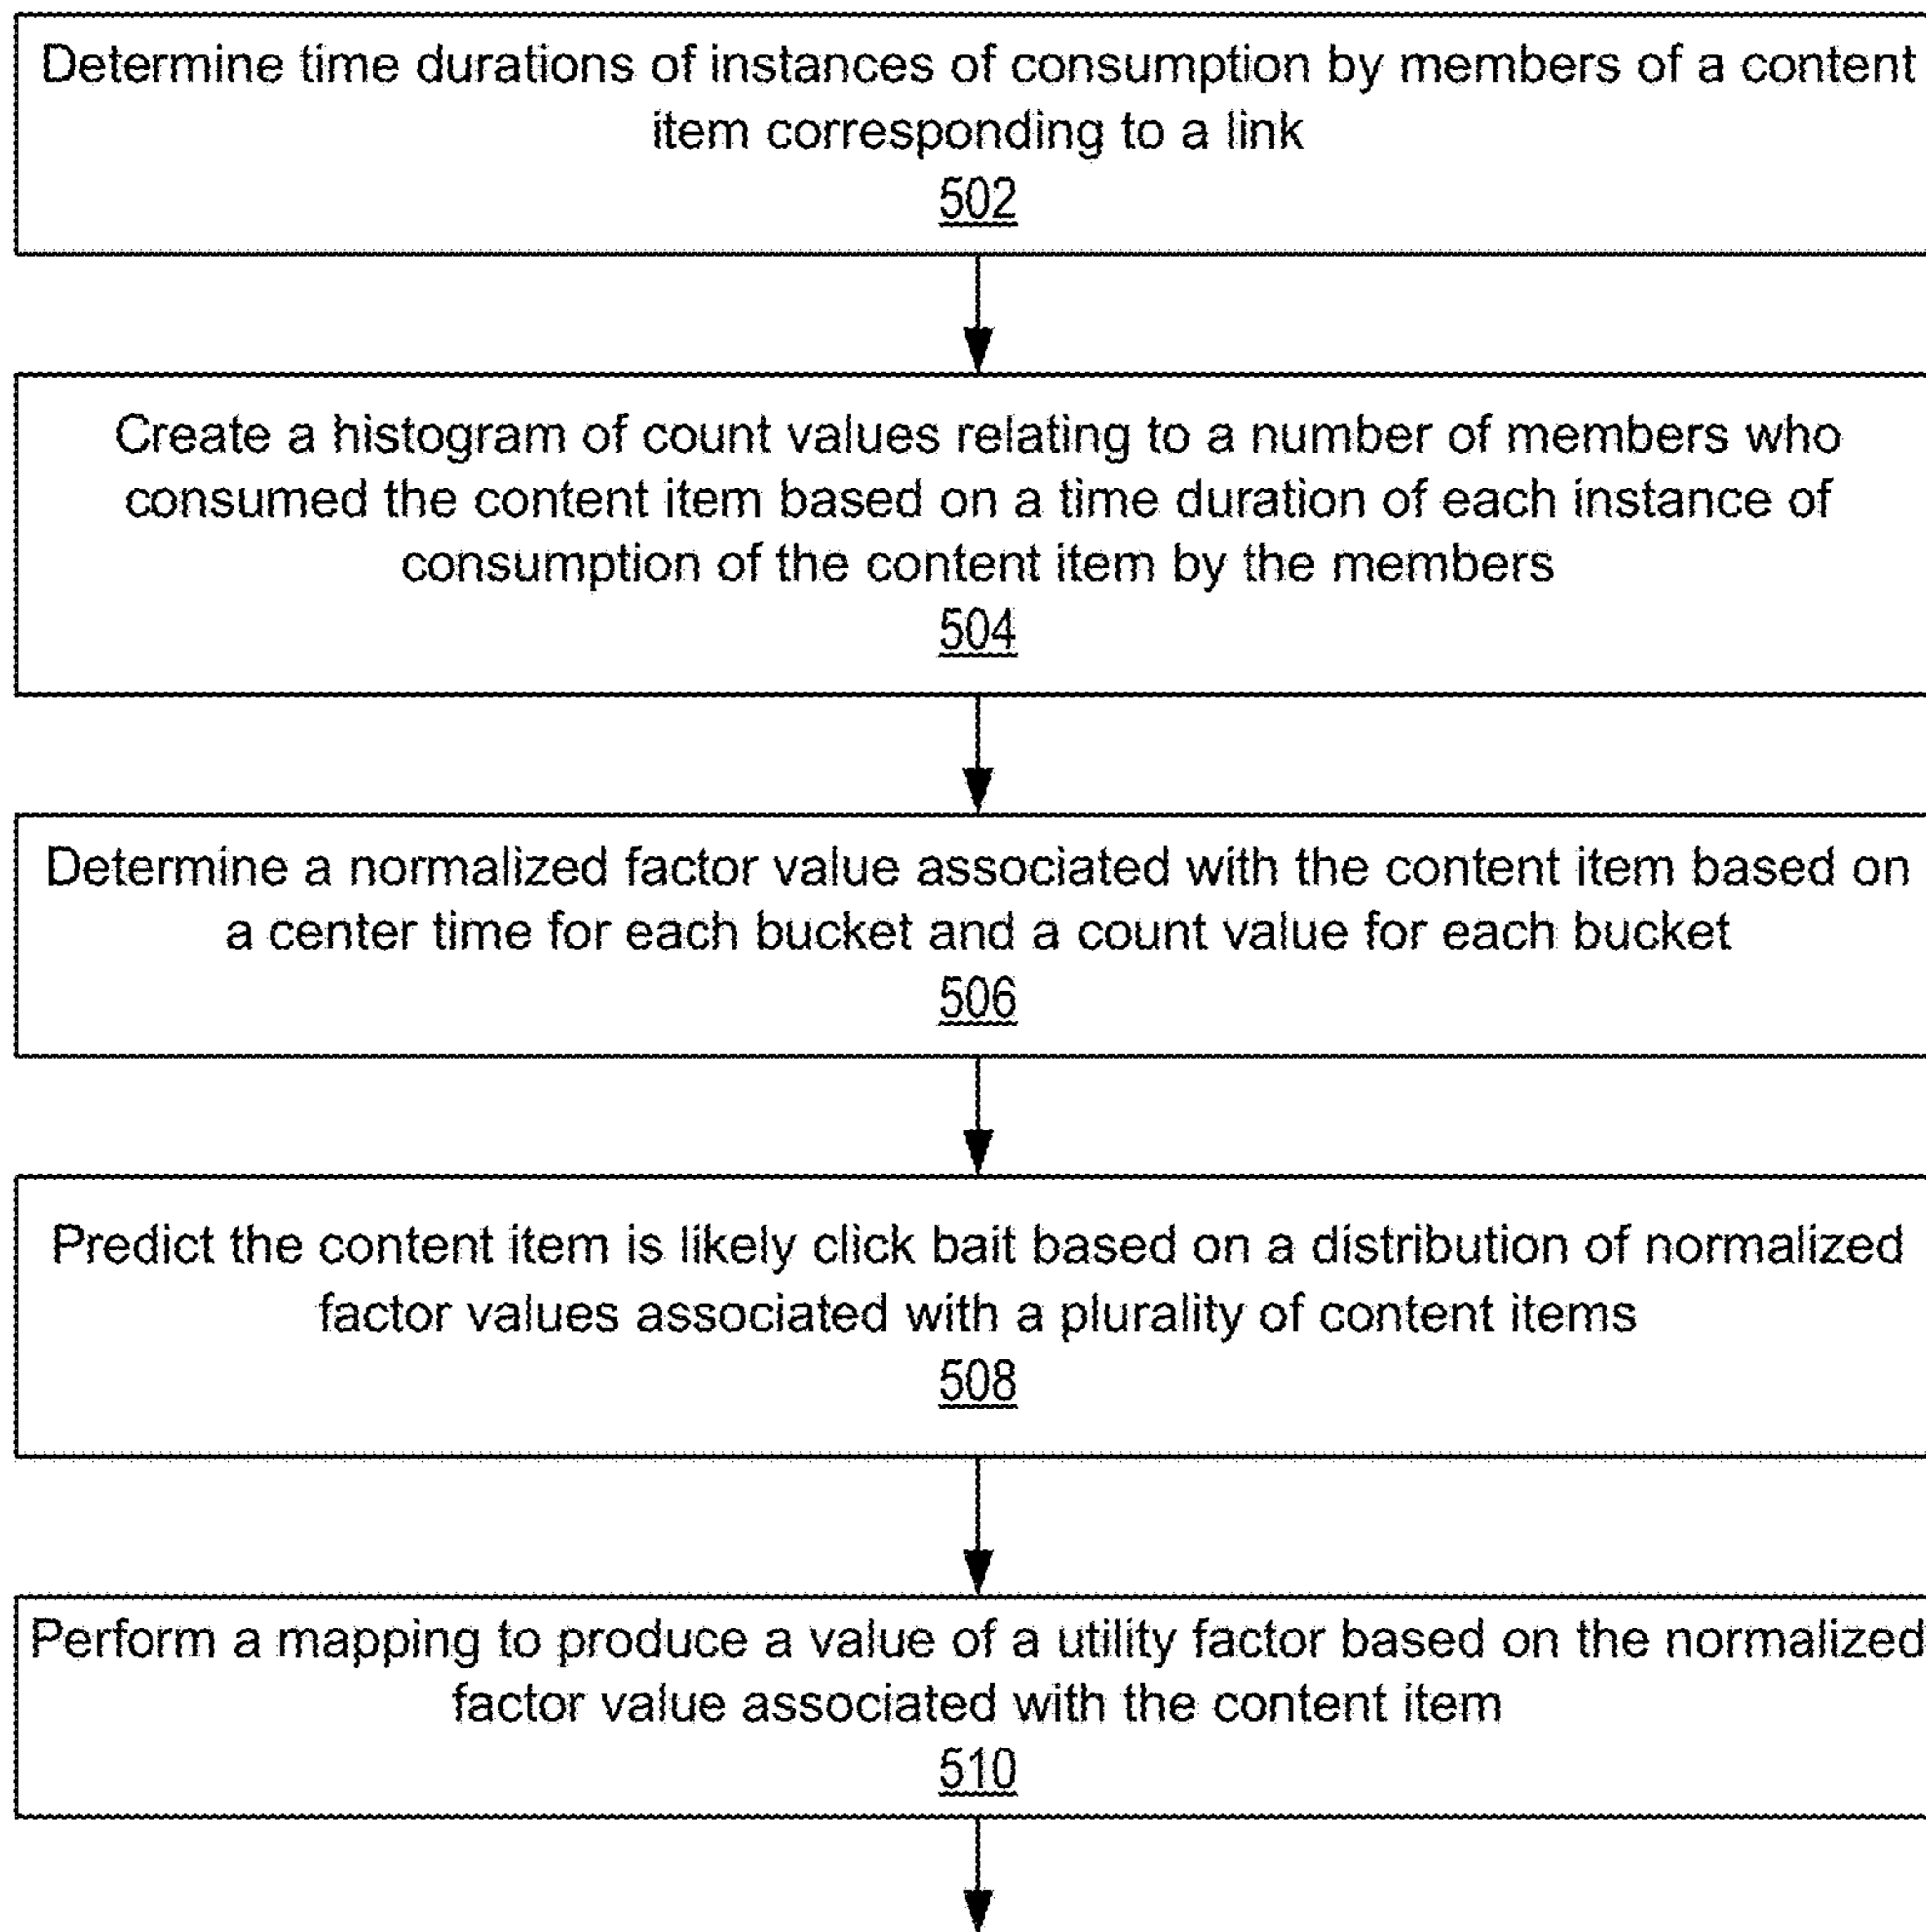 Determine time durations of instances of consumption by members of a content
item corresponding to a link
502
Create a histogram of count values relating to a number of members who
consumed the content item based on a time duration of each instance of
consumption of the content item by the members
504
Determine a normalized factor value associated with the content item based on
a center time for each bucket and a count value for each bucket
506
Predict the content item is likely click bait based on a distribution of normalized
factor values associated with a plurality of content items
508
Perform a mapping to produce a value of a utility factor based on the normalized
factor value associated with the content item
510